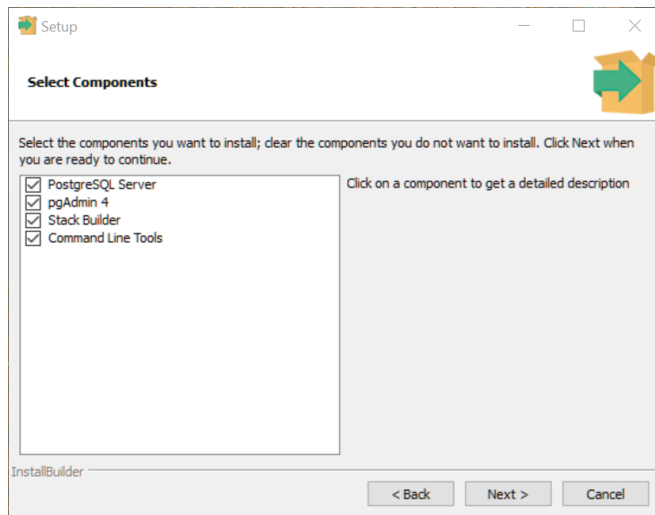 Setup
Select Components
Select the components you want to install; clear the components you do not want to install. Click Next when
you are ready to continue.
PostgreSQL Server
pgAdmin 4
Stack Builder
Command Line Tools
Click on a component to get a detailed description
InstallBuilder
< Back
Next >
Cancel